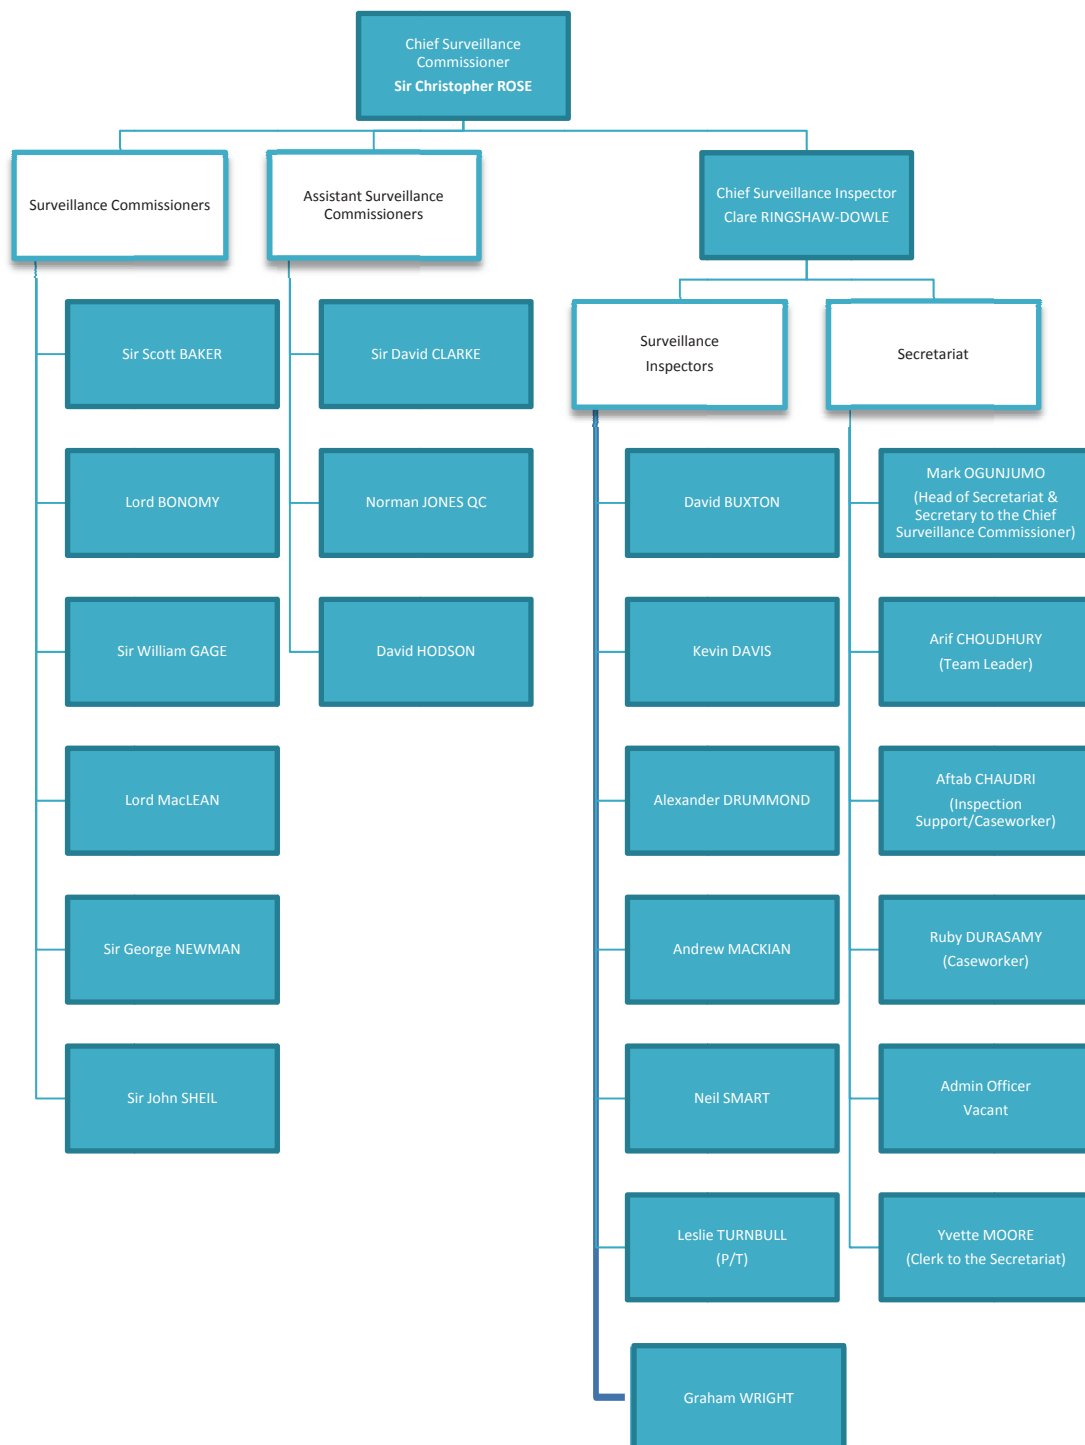 Chief Surveillance
Commissioner
Sir Christopher ROSE
Surveillance Commissioners
Assistant Surveillance
Commissioners
Chief Surveillance Inspector
Clare RINGSHAW-DOWLE
Sir Scott BAKER
Sir David CLARKE
Surveillance
Inspectors
Secretariat
Lord BONOMY
Norman JONES QC
David BUXTON
Mark OGUNJUMO
(Head of Secretariat &
Secretary to the Chief
Surveillance Commissioner)
Sir William GAGE
David HODSON
Kevin DAVIS
Arif CHOUDHURY
(Team Leader)
Lord MacLEAN
Alexander DRUMMOND
Aftab CHAUDRI
(Inspection
Support/Caseworker)
Sir George NEWMAN
Andrew MACKIAN
Ruby DURASAMY
(Caseworker)
Sir John SHEIL
Neil SMART
Admin Officer
Vacant
Leslie TURNBULL
(P/T)
Yvette MOORE
(Clerk to the Secretariat)
Graham WRIGHT